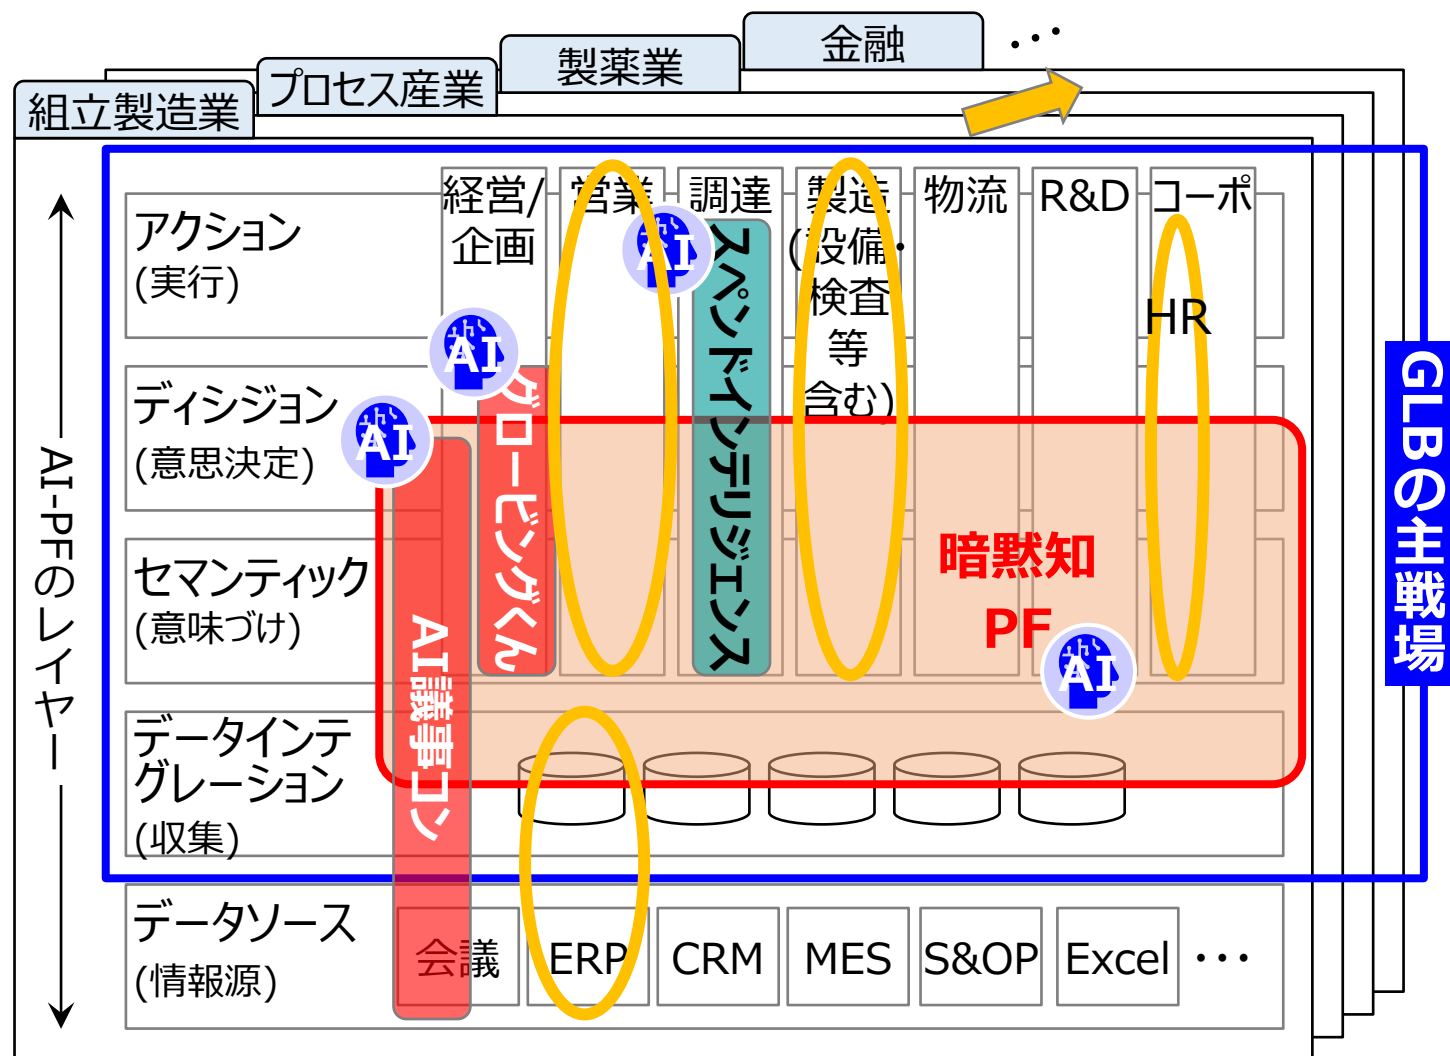 金融
･･･
製薬業
プロセス産業
組立製造業
AI-PFのレイヤー
アクション
(実行)
ディシジョン
(意思決定)
セマンティック
(意味づけ)
データインテ
グレーション
(収集)
データソース
(情報源)
経営/
企画
営業
調達
製造
(設備・
検査
等
含む)
物流
R&D
コーポ
HR
AI
AI
AI
AI
スペンドインテリジェンス
グロービングくん
AI議事コン
暗黙知
PF
GLBの主戦場
会議
ERP
CRM
MES
S&OP
Excel
･･･